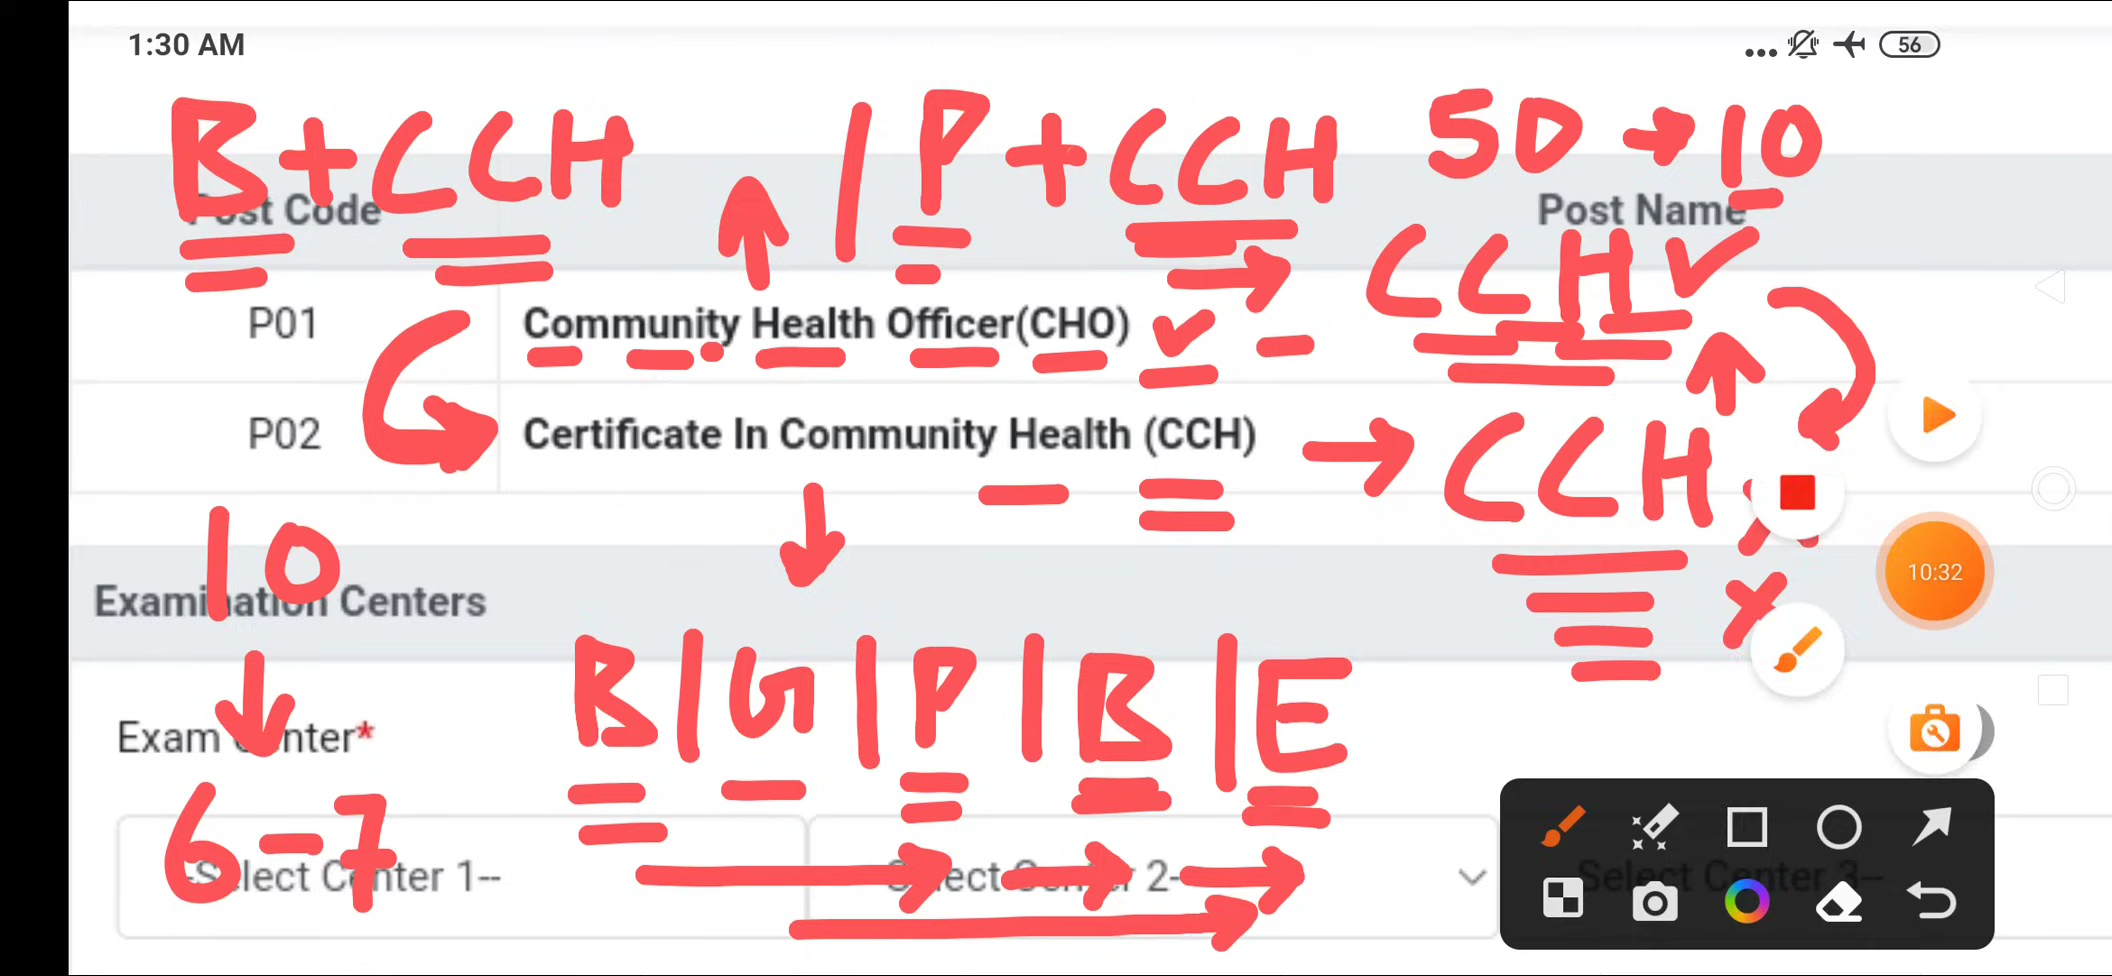 1:30 AM 56
B+CCH | P+CCH 50 → 10
Post Code Post Name
CCH
P01 Community Health Officer(CHO)
P02 Certificate In Community Health (CCH) → CCH
10
10:32
Examination Centers
B|G|P|B|E
Exam Center*
6-7
--Select Center 1-- --Select Center 2-- Select Center 3--